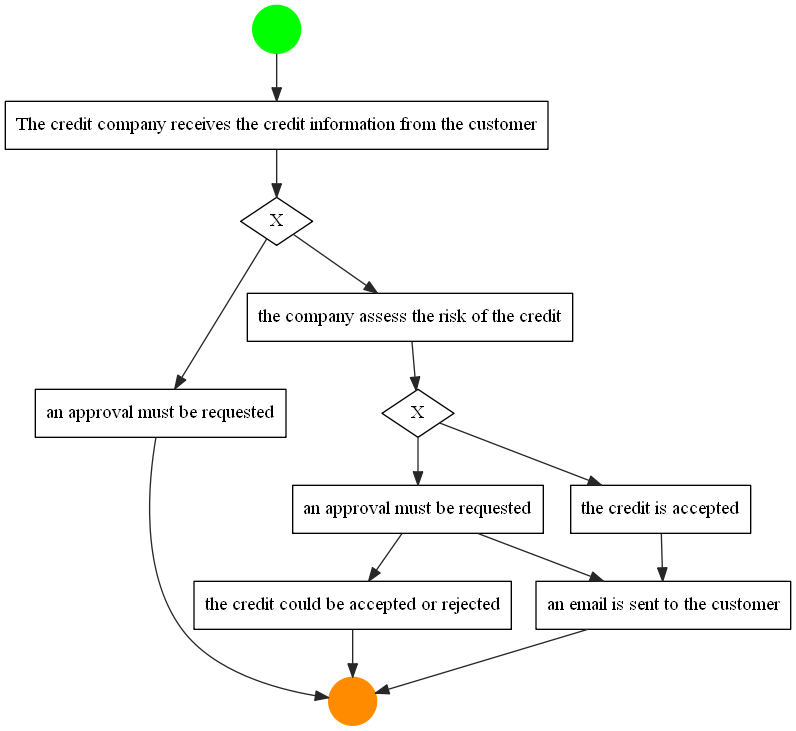 The credit company receives the credit information from the customer
X
the company assess the risk of the credit
an approval must be requested
X
an approval must be requested
the credit is accepted
the credit could be accepted or rejected
an email is sent to the customer